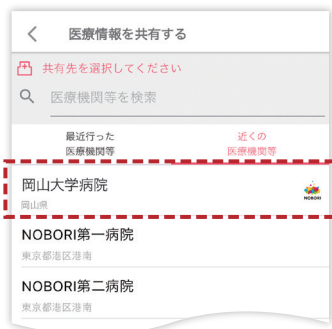 医療情報を共有する
共有先を選択してください
医療機関等を検索
最近行った
医療機関等
近くの
医療機関等
岡山大学病院
岡山県
NOBORI
NOBORI第一病院
東京都港区港南
NOBORI第二病院
東京都港区港南